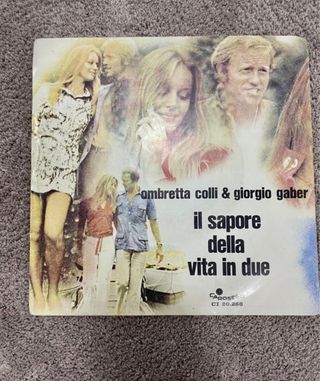 ombretta colli & giorgio gaber
il sapore
della
vita in due
CAROSELLO
CI 20.268